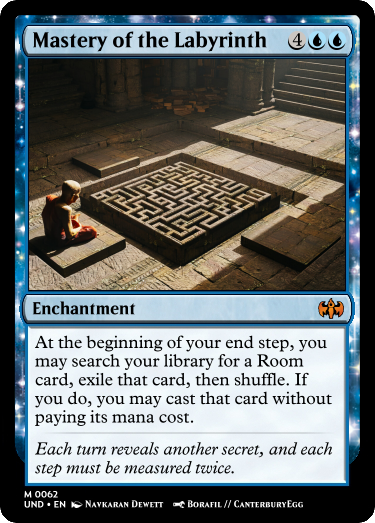 Mastery of the Labyrinth 4
Enchantment
At the beginning of your end step, you
may search your library for a Room
card, exile that card, then shuffle. If
you do, you may cast that card without
paying its mana cost.
Each turn reveals another secret, and each
step must be measured twice.
M 0062
UND • EN Navkaran Dewett Borafil // CanterburyEgg